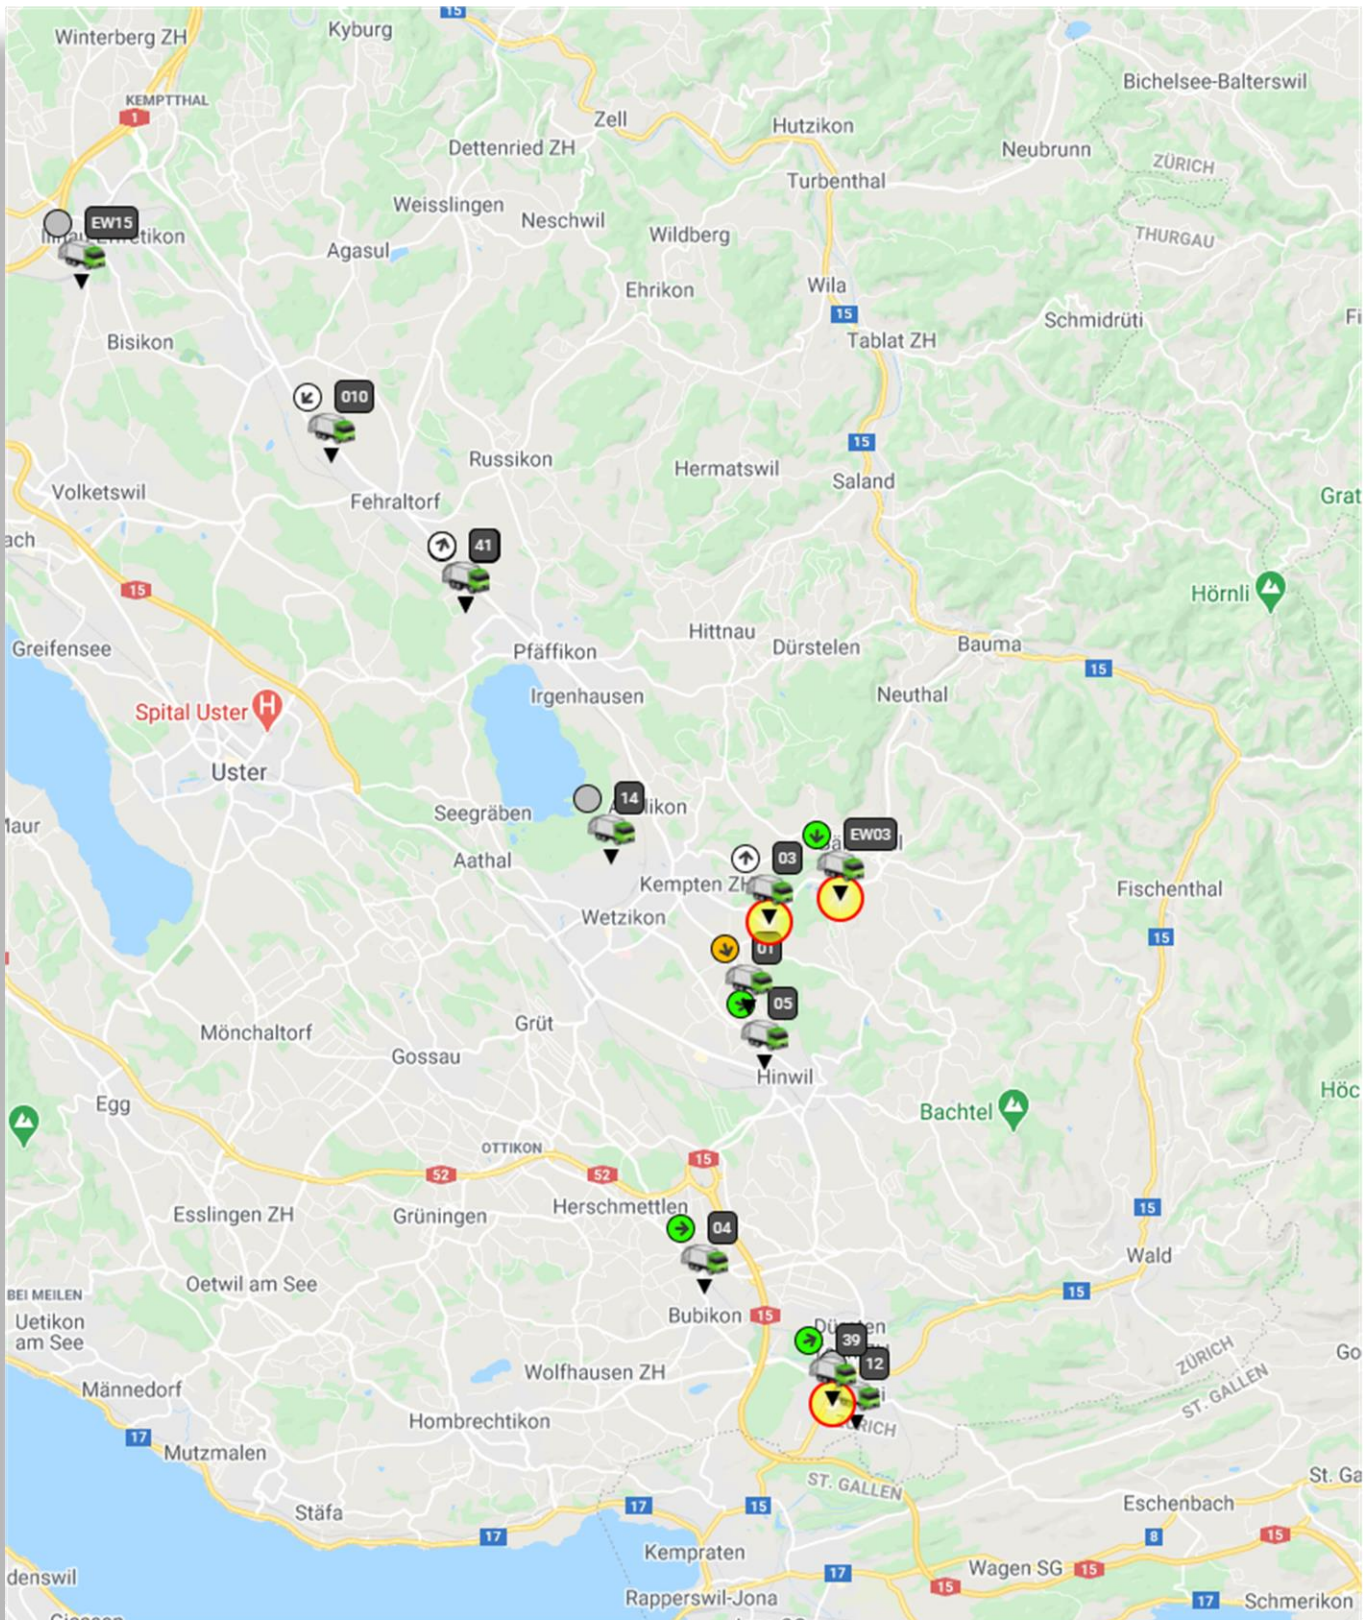 15
Winterberg ZH
Kyburg
Bichelsee-Balterswil
KEMPTTHAL
1
Zell
Hutzikon
Dettenried ZH
Neubrunn
ZÜRICH
Turbenthal
Weisslingen
Neschwil
EW15
Wildberg
THURGAU
Agasul
Ehrikon
Wila
15
Schmidrüti
Bisikon
Tablat ZH
010
15
Russikon
Hermatswil
Saland
Volketswil
Fehraltorf
41
15
Hörnli
Hittnau
Dürstelen
Bauma
Greifensee
Pfäffikon
15
Irgenhausen
Neuthal
Spital Uster
H
Uster
14
Seegräben
EW03
03
Aathal
Kempten ZH
Fischenthal
Wetzikon
15
01
05
Grüt
Mönchaltorf
Gossau
Hinwil
Egg
Bachtel
OTTIKON
15
52
52
Herschmettlen
15
Esslingen ZH
Grüningen
04
Wald
Oetwil am See
BEI MEILEN
15
Bubikon
15
Uetikon
am See
39
ZÜRICH
12
Wolfhausen ZH
Männedorf
ST. GALLEN
Hombrechtikon
17
Mutzmalen
ST. GALLEN
Eschenbach
Stäfa
17
15
17
8
15
Kempraten
Wagen SG
15
17
15
Rapperswil-Jona
17
Schmerikon